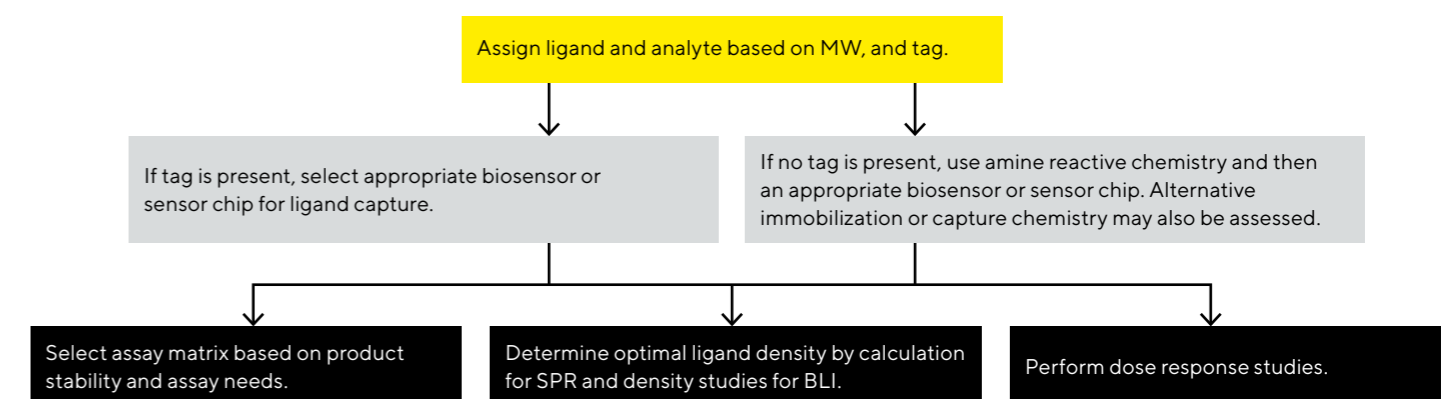 Assign ligand and analyte based on MW, and tag.
If tag is present, select appropriate biosensor or
sensor chip for ligand capture.
If no tag is present, use amine reactive chemistry and then
an appropriate biosensor or sensor chip. Alternative
immobilization or capture chemistry may also be assessed.
Select assay matrix based on product
stability and assay needs.
Determine optimal ligand density by calculation
for SPR and density studies for BLI.
Perform dose response studies.